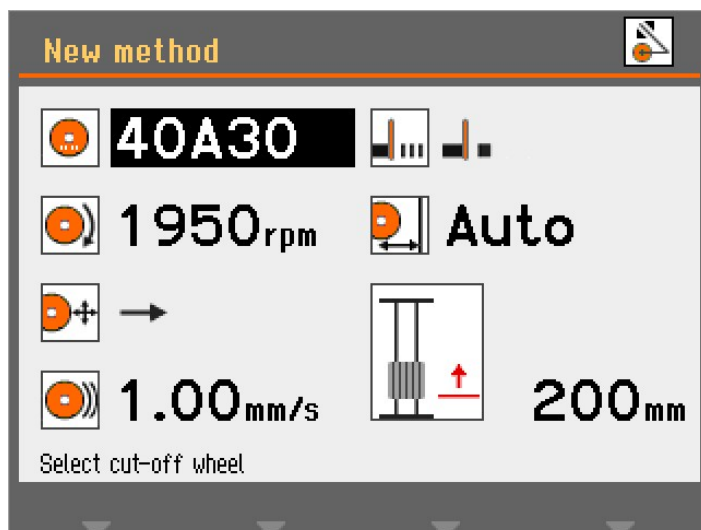 New method
40A30
1950rpm
Auto
1.00mm/s
200mm
Select cut-off wheel